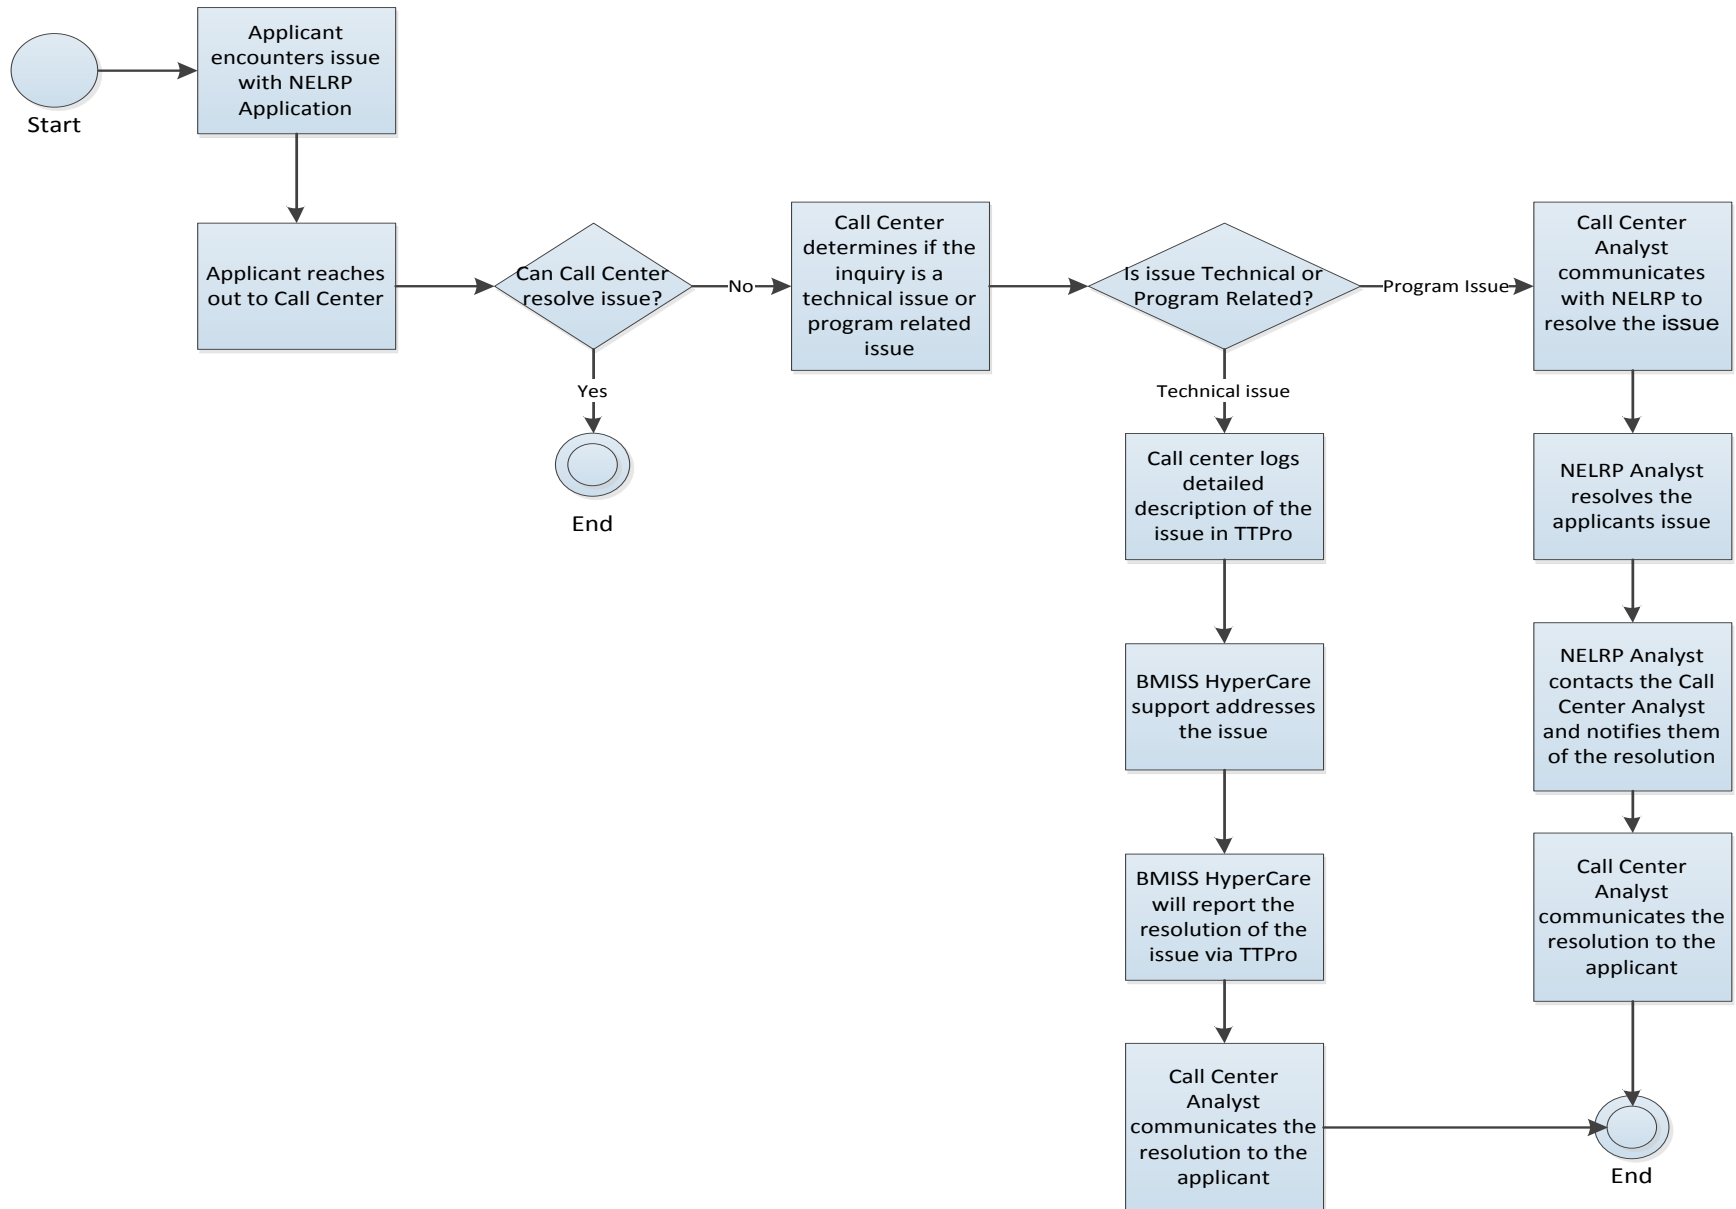 Applicant
encounters issue
with NELRP
Application
Start
Applicant reaches
out to Call Center
Can Call Center
resolve issue?
No
Yes
End
Call Center
determines if the
inquiry is a
technical issue or
program related
issue
Is issue Technical or
Program Related?
Program Issue
Technical issue
Call center logs
detailed
description of the
issue in TTPro
BMISS HyperCare
support addresses
the issue
BMISS HyperCare
will report the
resolution of the
issue via TTPro
Call Center
Analyst
communicates the
resolution to the
applicant
Call Center
Analyst
communicates
with NELRP to
resolve the issue
NELRP Analyst
resolves the
applicants issue
NELRP Analyst
contacts the Call
Center Analyst
and notifies them
of the resolution
Call Center
Analyst
communicates the
resolution to the
applicant
End